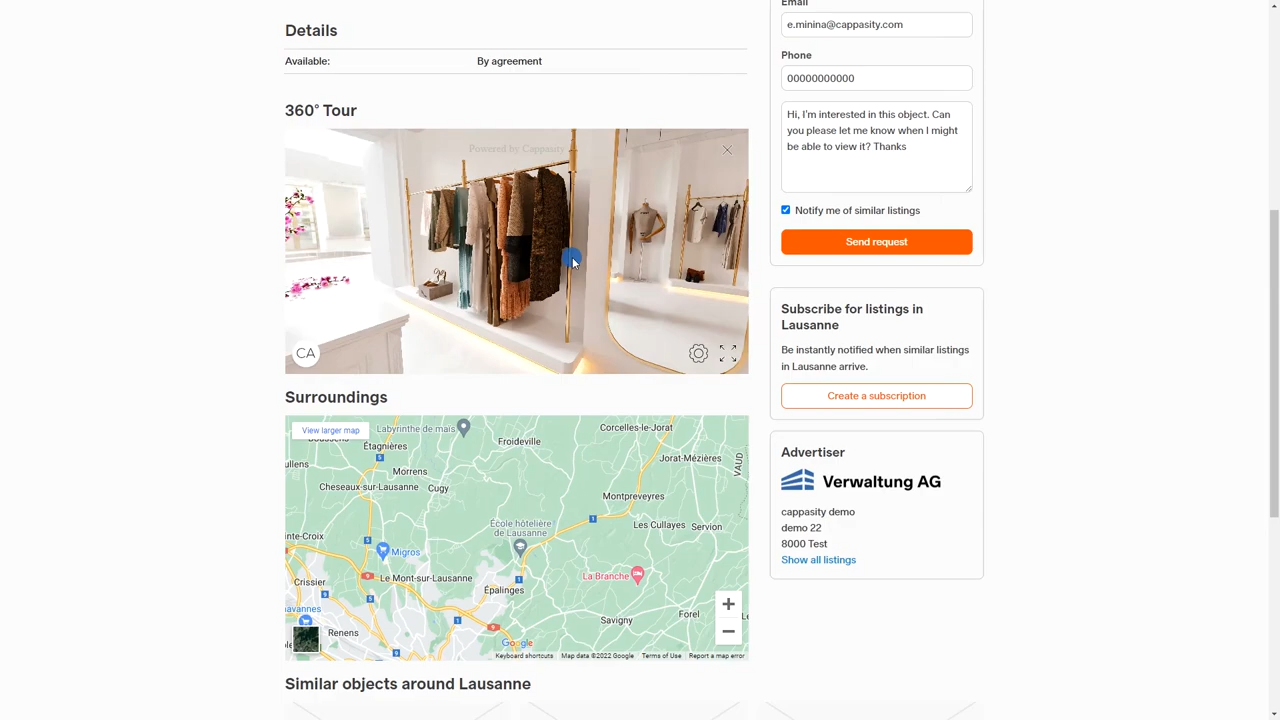 Details
Available: By agreement
360° Tour
Powered by Cappasity
CA
Surroundings
View larger map
Labyrinthe de maïs
Corcelles-le-Jorat
Froideville
Étagnières
Jorat-Mézières
VAUD
Morrens
Cheseaux-sur-Lausanne
Cugy
Montpreveyres
École hôtelière
de Lausanne
Les Cullayes
Servion
Migros
Crissier
Le Mont-sur-Lausanne
La Branche
Épalinges
Forel
Savigny
Renens
Google
Keyboard shortcuts
Map data ©2022 Google
Terms of Use
Report a map error
Similar objects around Lausanne
Email
e.minina@cappasity.com
Phone
00000000000
Hi, I'm interested in this object. Can
you please let me know when I might
be able to view it? Thanks
Notify me of similar listings
Send request
Subscribe for listings in
Lausanne
Be instantly notified when similar listings
in Lausanne arrive.
Create a subscription
Advertiser
Verwaltung AG
cappasity demo
demo 22
8000 Test
Show all listings